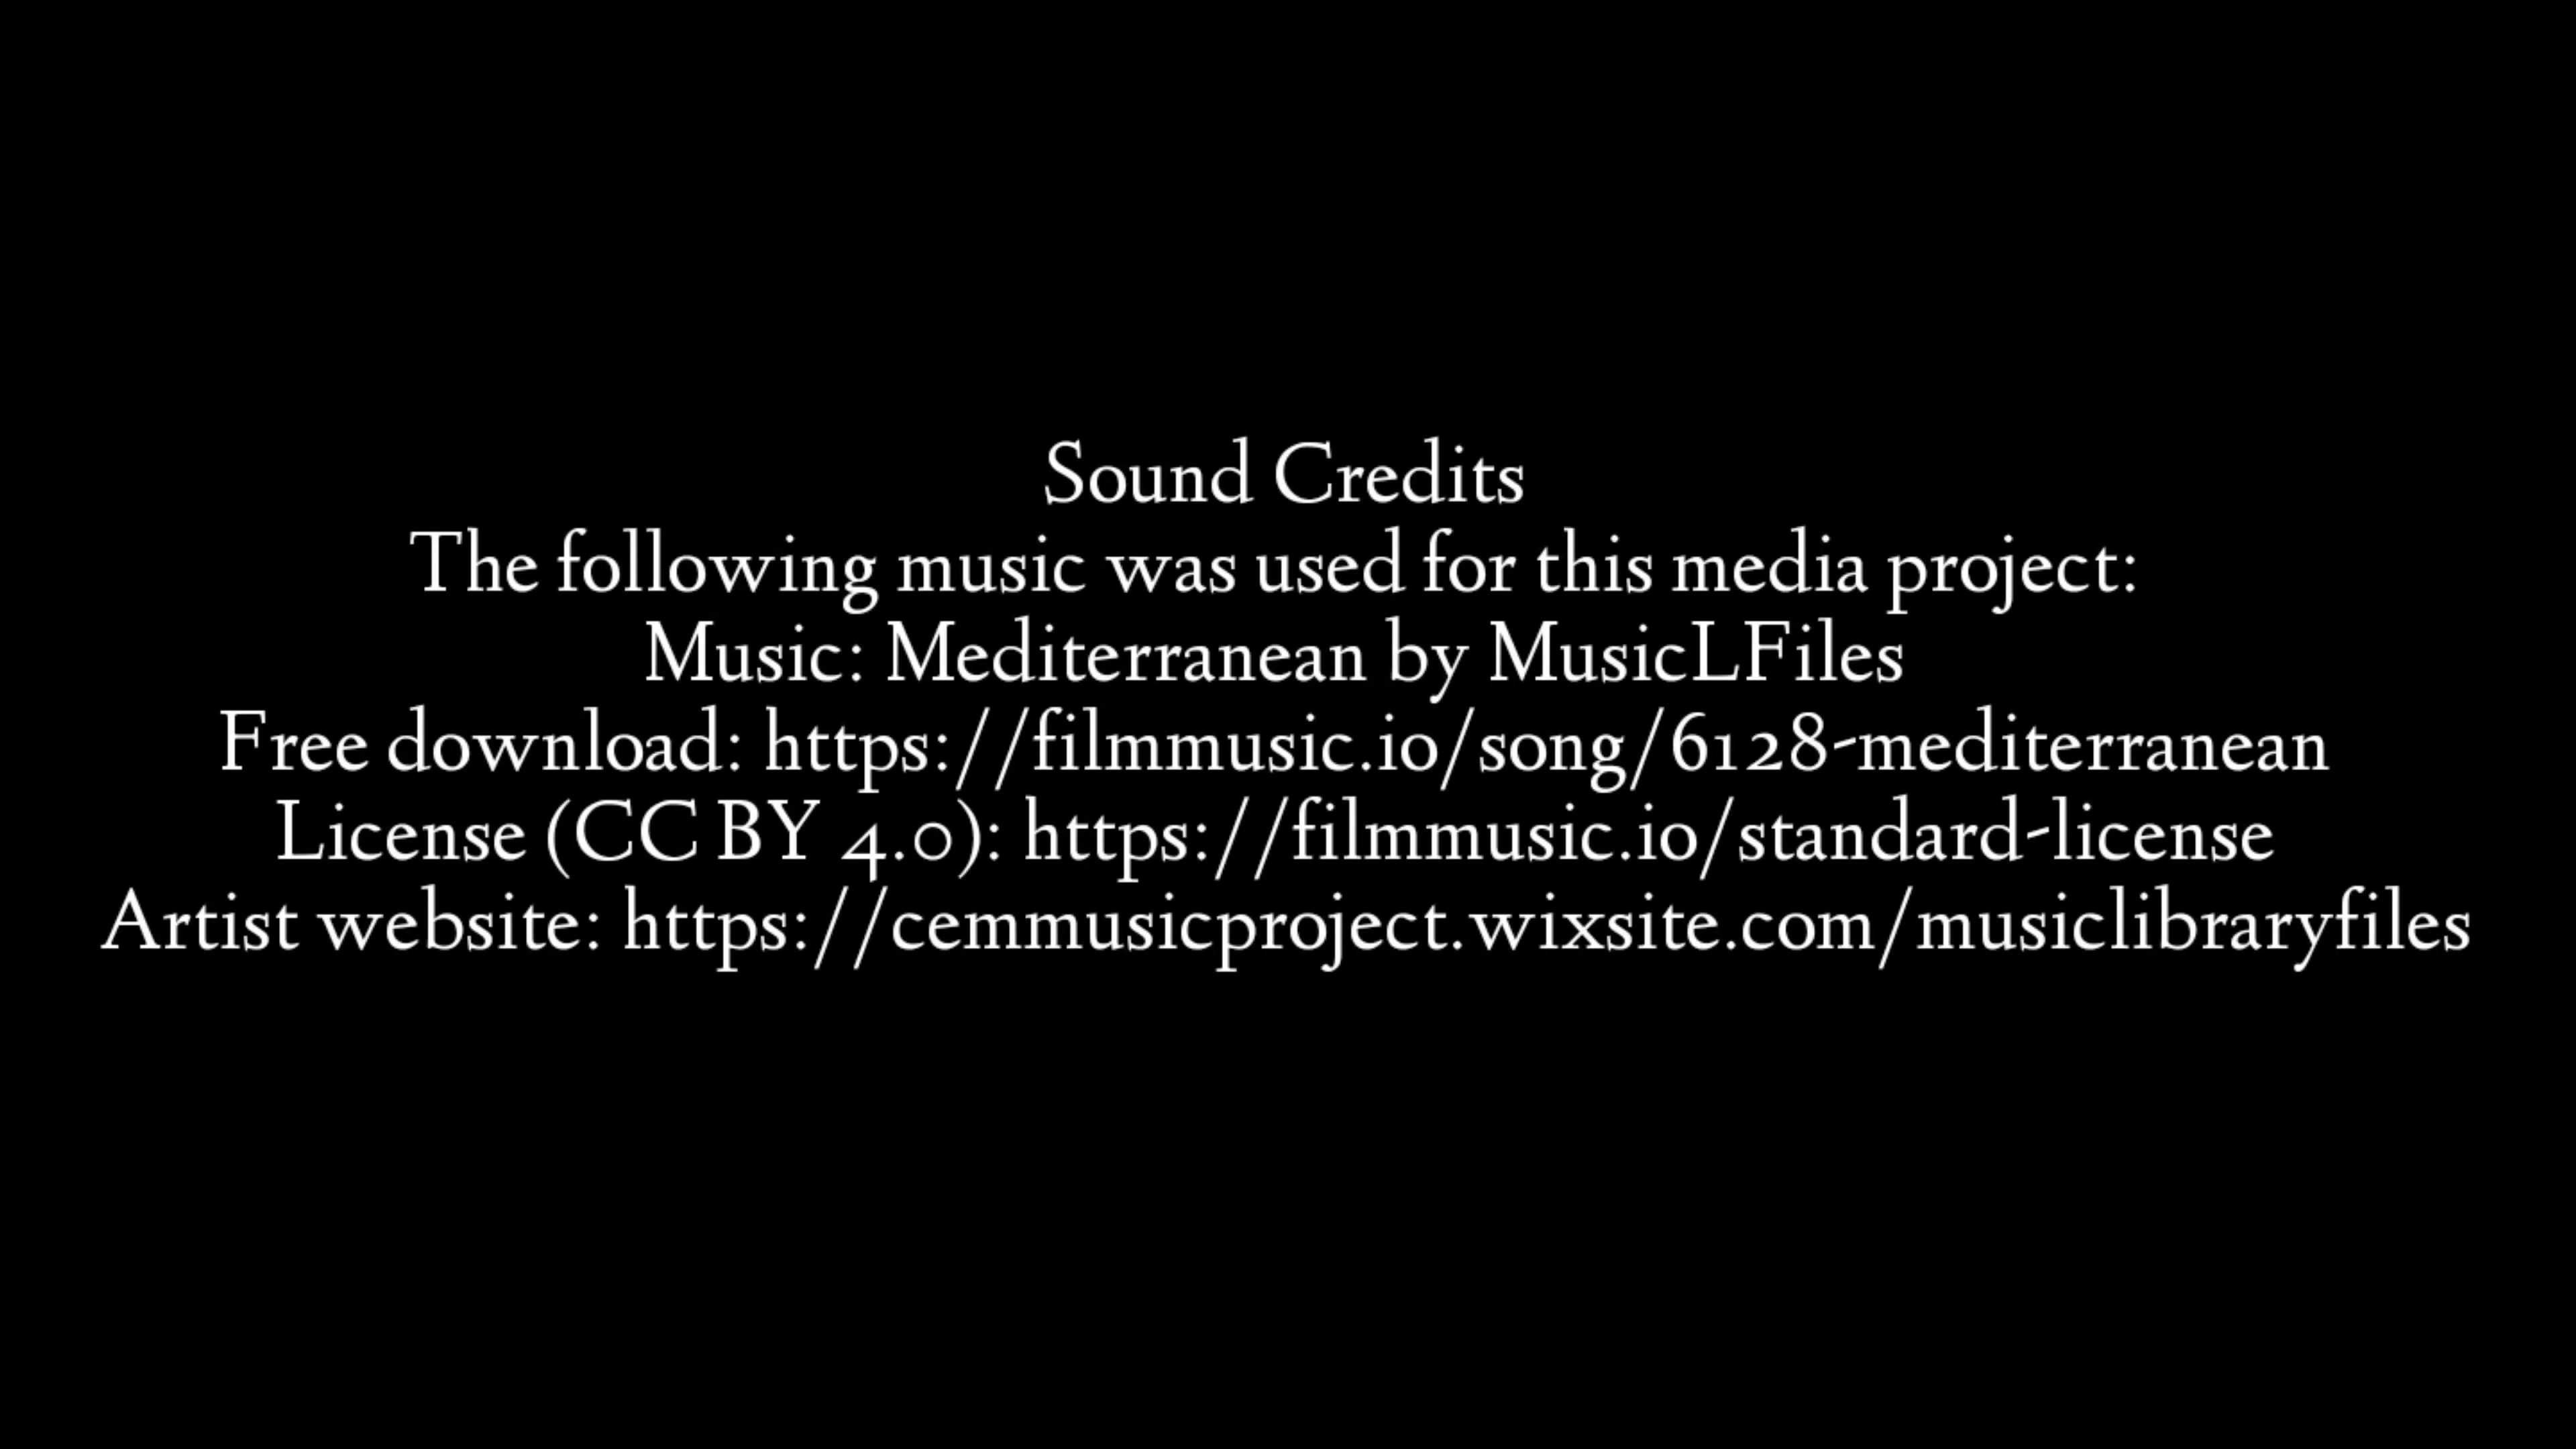 Sound Credits
The following music was used for this media project:
Music: Mediterranean by MusicLFiles
Free download: https://filmmusic.io/song/6128-mediterranean
License (CC BY 4.0): https://filmmusic.io/standard-license
Artist website: https://cemmusicproject.wixsite.com/musiclibraryfiles